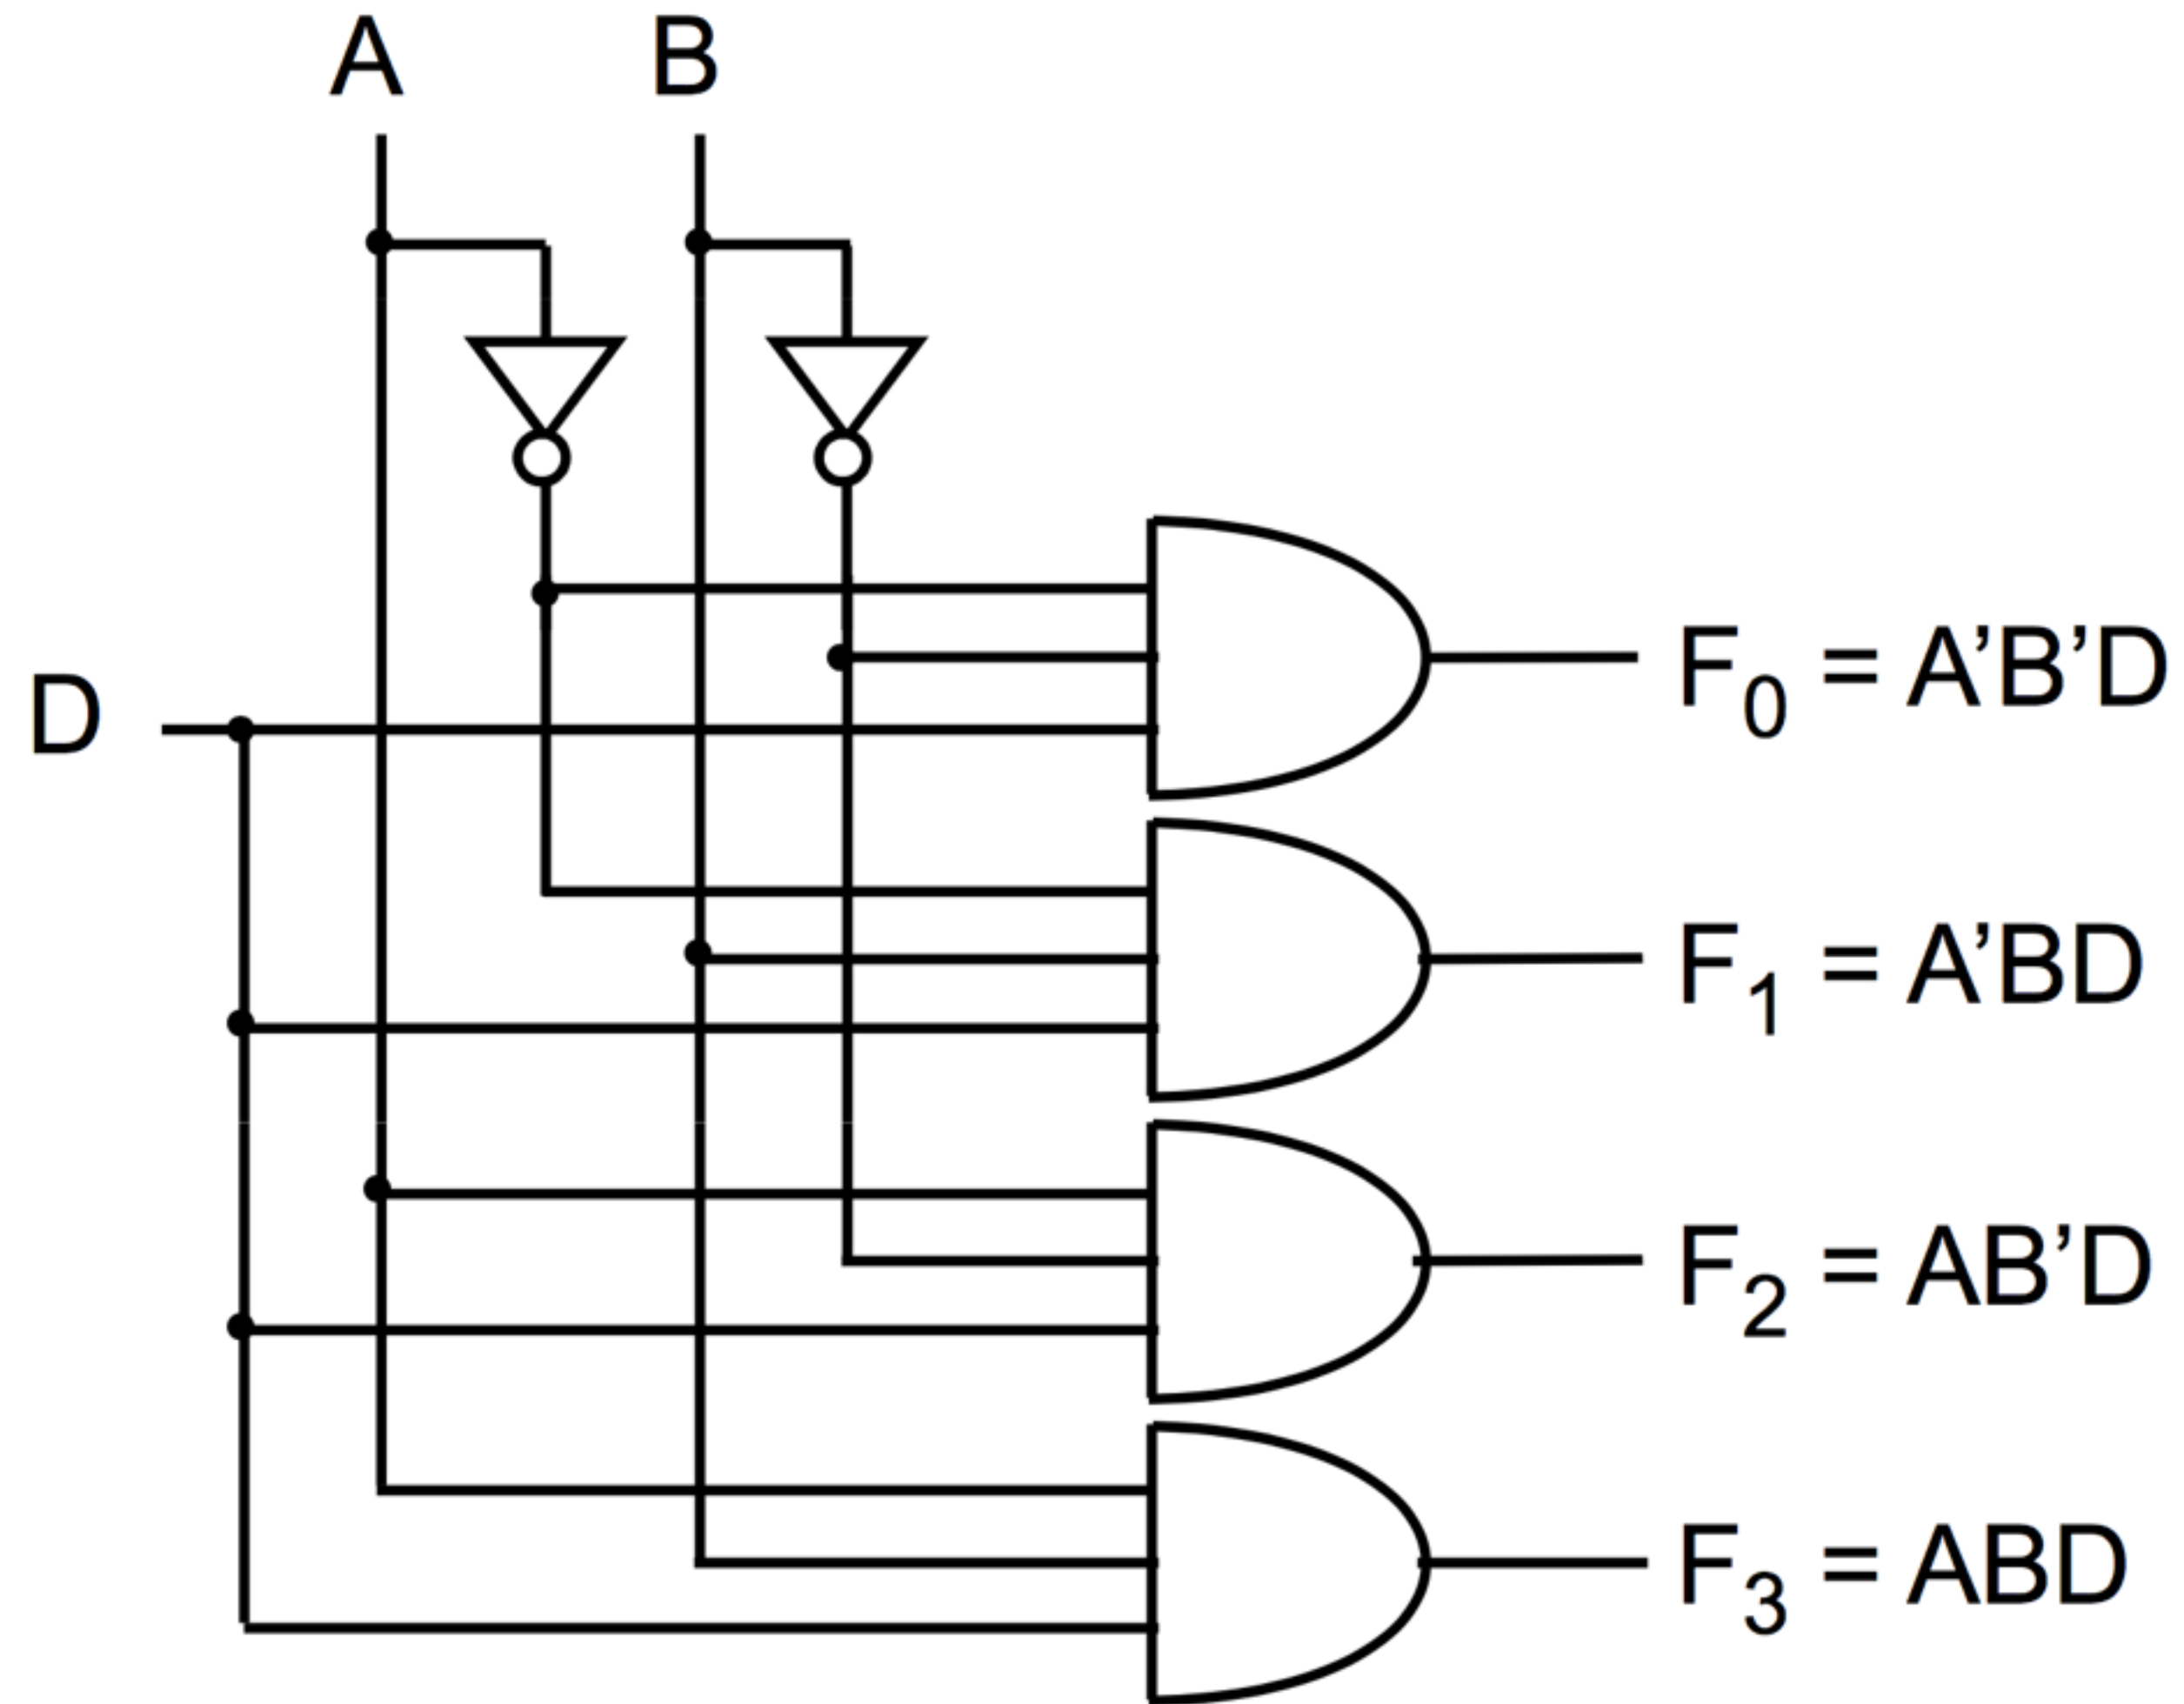 A B
F₀ = A’B’D
D
F₁ = A’BD
F₂ = AB’D
F₃ = ABD